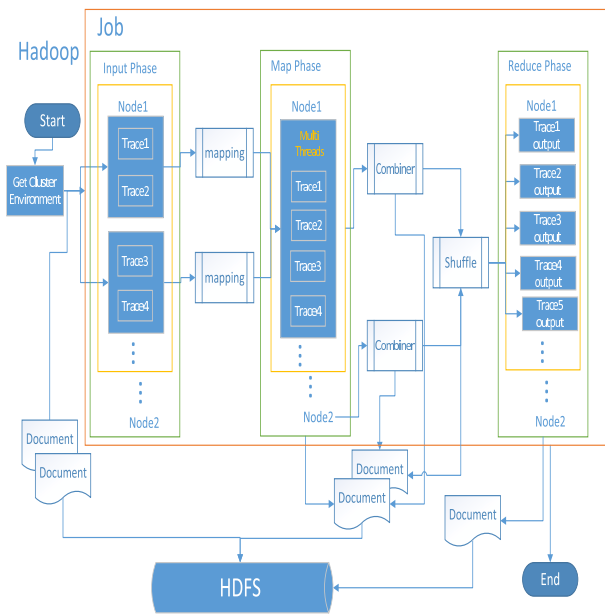 Job
Hadoop
Start
Get Cluster
Environment
Input Phase
Node1
Trace1
Trace2
Trace3
Trace4
Node2
mapping
mapping
Map Phase
Node1
Multi
Threads
Trace1
Trace2
Trace3
Trace4
Node2
Combiner
Combiner
Shuffle
Reduce Phase
Node1
Trace1
output
Trace2
output
Trace3
output
Trace4
output
Trace5
output
Node2
Document
Document
Document
Document
Document
HDFS
End